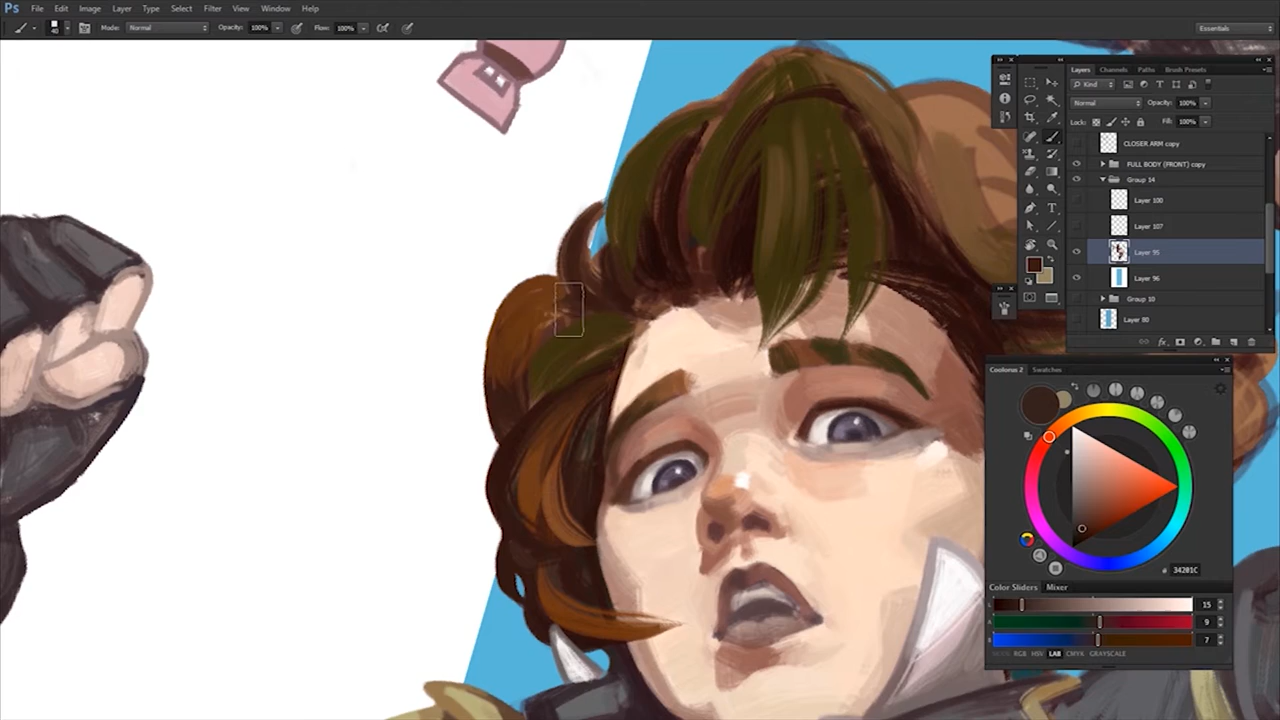 Ps File Edit Image Layer Type Select Filter View Window Help
40 Mode: Normal Opacity: 100% Flow: 100% Essentials
Layers Channels Paths Brush Presets
Kind
Normal Opacity: 100%
Lock: Fill: 100%
CLOSER ARM copy
FULL BODY (FRONT) copy
Group 14
Layer 100
Layer 107
Layer 95
Layer 96
Group 10
Layer 80
fx
Coolorus 2 Swatches
# 34201C
Color Sliders Mixer
L 15
A 9
B 7
RGB HSV LAB CMYK GRAYSCALE